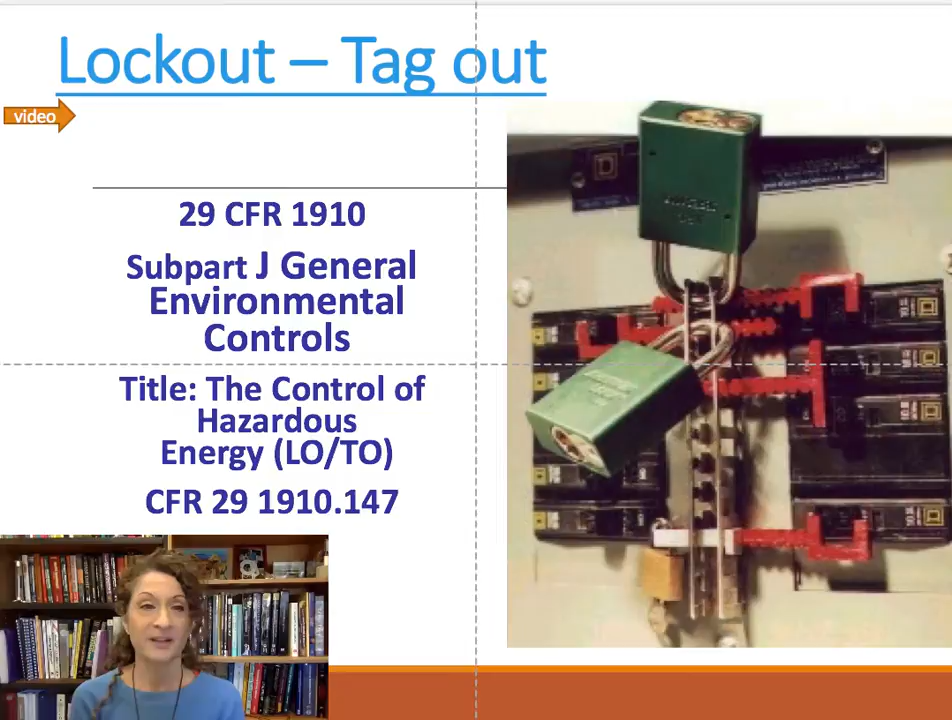 Lockout – Tag out
video
29 CFR 1910
Subpart J General
Environmental
Controls
Title: The Control of
Hazardous
Energy (LO/TO)
CFR 29 1910.147